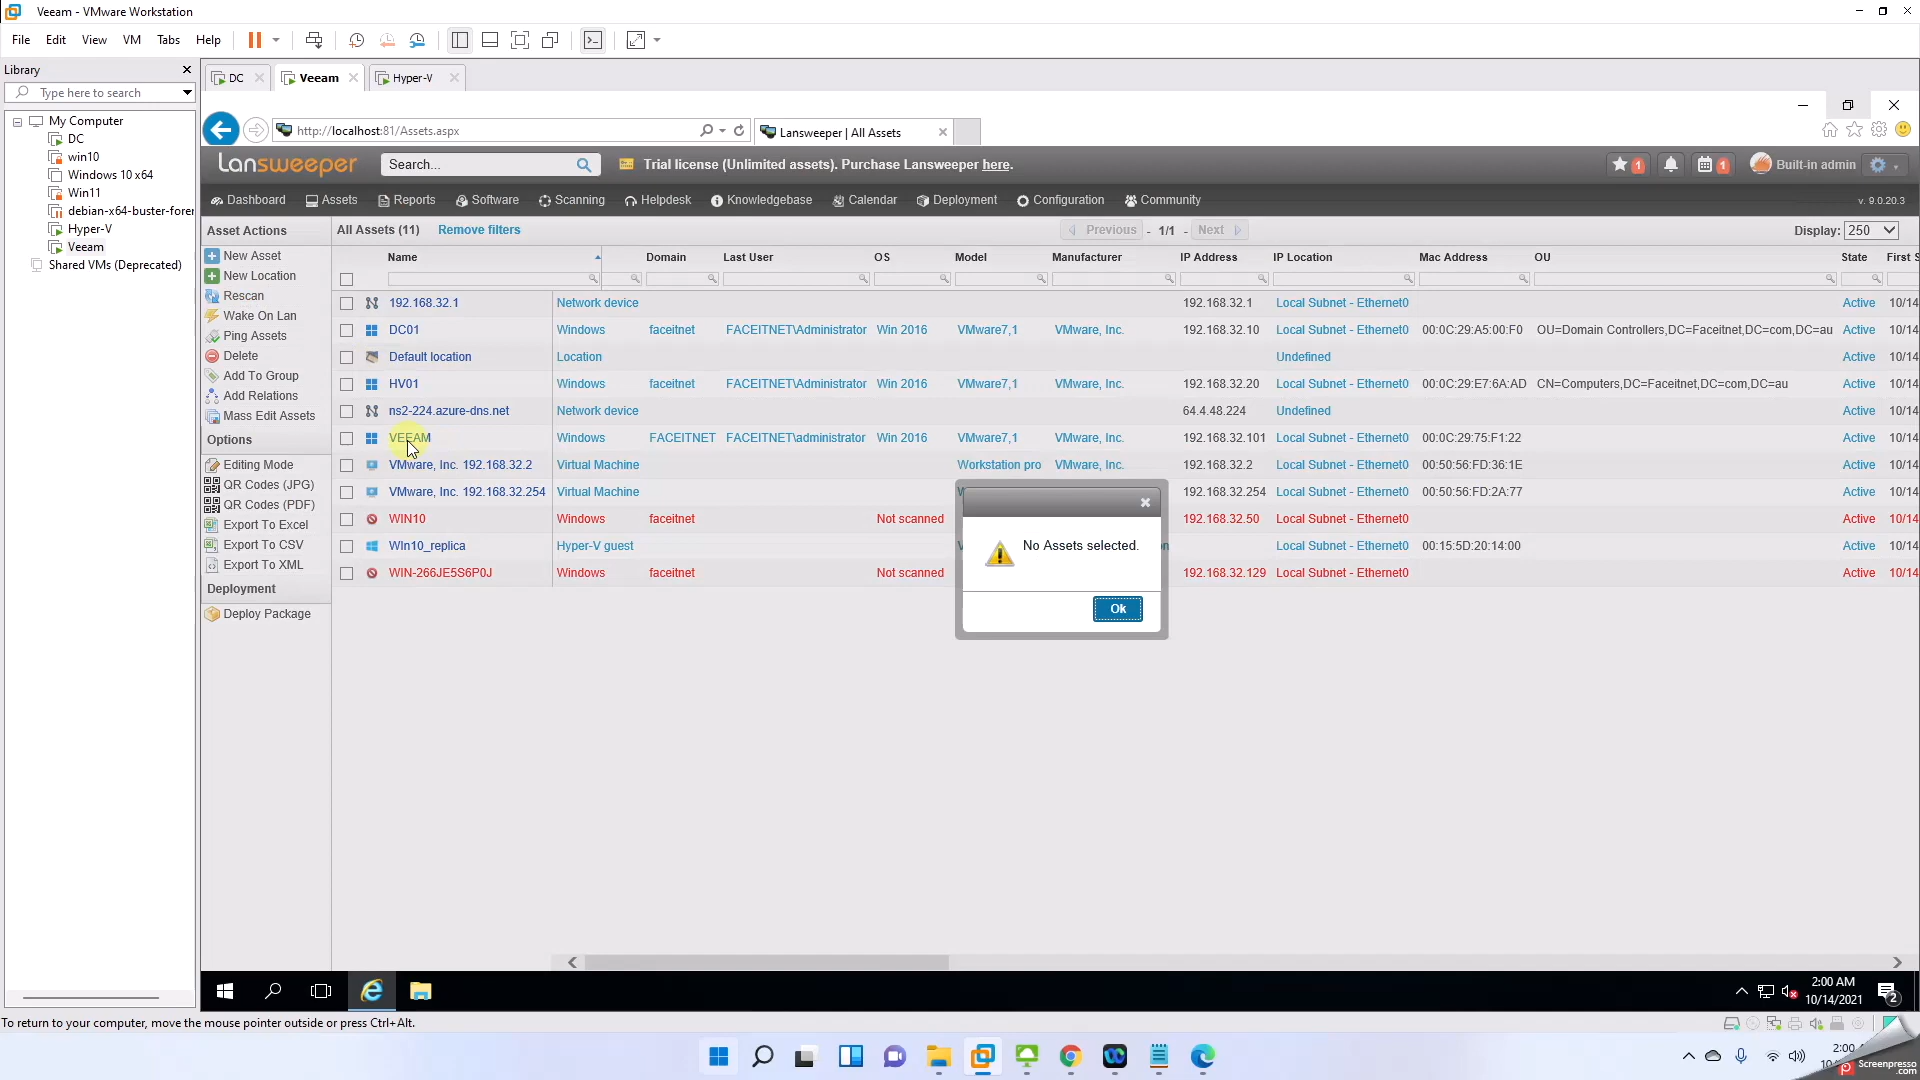 Veeam - VMware Workstation
File Edit View VM Tabs Help
Library
Type here to search
My Computer
DC
win10
Windows 10 x64
Win11
debian-x64-buster-forer
Hyper-V
Veeam
Shared VMs (Deprecated)
DC Veeam Hyper-V
http://localhost:81/Assets.aspx
Lansweeper | All Assets
Lansweeper
Search...
Trial license (Unlimited assets). Purchase Lansweeper here.
1 1 Built-in admin
Dashboard Assets Reports Software Scanning Helpdesk Knowledgebase Calendar Deployment Configuration Community v. 9.0.20.3
Asset Actions
New Asset
New Location
Rescan
Wake On Lan
Ping Assets
Delete
Add To Group
Add Relations
Mass Edit Assets
Options
Editing Mode
QR Codes (JPG)
QR Codes (PDF)
Export To Excel
Export To CSV
Export To XML
Deployment
Deploy Package
All Assets (11) Remove filters Previous - 1/1 - Next Display: 250
Name Domain Last User OS Model Manufacturer IP Address IP Location Mac Address OU State First S
192.168.32.1 Network device 192.168.32.1 Local Subnet - Ethernet0 Active 10/14
DC01 Windows faceitnet FACEITNET\Administrator Win 2016 VMware7,1 VMware, Inc. 192.168.32.10 Local Subnet - Ethernet0 00:0C:29:A5:00:F0 OU=Domain Controllers,DC=Faceitnet,DC=com,DC=au Active 10/14
Default location Location Undefined Active 10/14
HV01 Windows faceitnet FACEITNET\Administrator Win 2016 VMware7,1 VMware, Inc. 192.168.32.20 Local Subnet - Ethernet0 00:0C:29:E7:6A:AD CN=Computers,DC=Faceitnet,DC=com,DC=au Active 10/14
ns2-224.azure-dns.net Network device 64.4.48.224 Undefined Active 10/14
VEEAM Windows FACEITNET FACEITNET\administrator Win 2016 VMware7,1 VMware, Inc. 192.168.32.101 Local Subnet - Ethernet0 00:0C:29:75:F1:22 Active 10/14
VMware, Inc. 192.168.32.2 Virtual Machine Workstation pro VMware, Inc. 192.168.32.2 Local Subnet - Ethernet0 00:50:56:FD:36:1E Active 10/14
VMware, Inc. 192.168.32.254 Virtual Machine 192.168.32.254 Local Subnet - Ethernet0 00:50:56:FD:2A:77 Active 10/14
WIN10 Windows faceitnet Not scanned 192.168.32.50 Local Subnet - Ethernet0 Active 10/14
WIn10_replica Hyper-V guest Local Subnet - Ethernet0 00:15:5D:20:14:00 Active 10/14
WIN-266JE5S6P0J Windows faceitnet Not scanned 192.168.32.129 Local Subnet - Ethernet0 Active 10/14
No Assets selected.
Ok
2:00 AM
10/14/2021
2
To return to your computer, move the mouse pointer outside or press Ctrl+Alt.
2:00
Screenpresso
.com